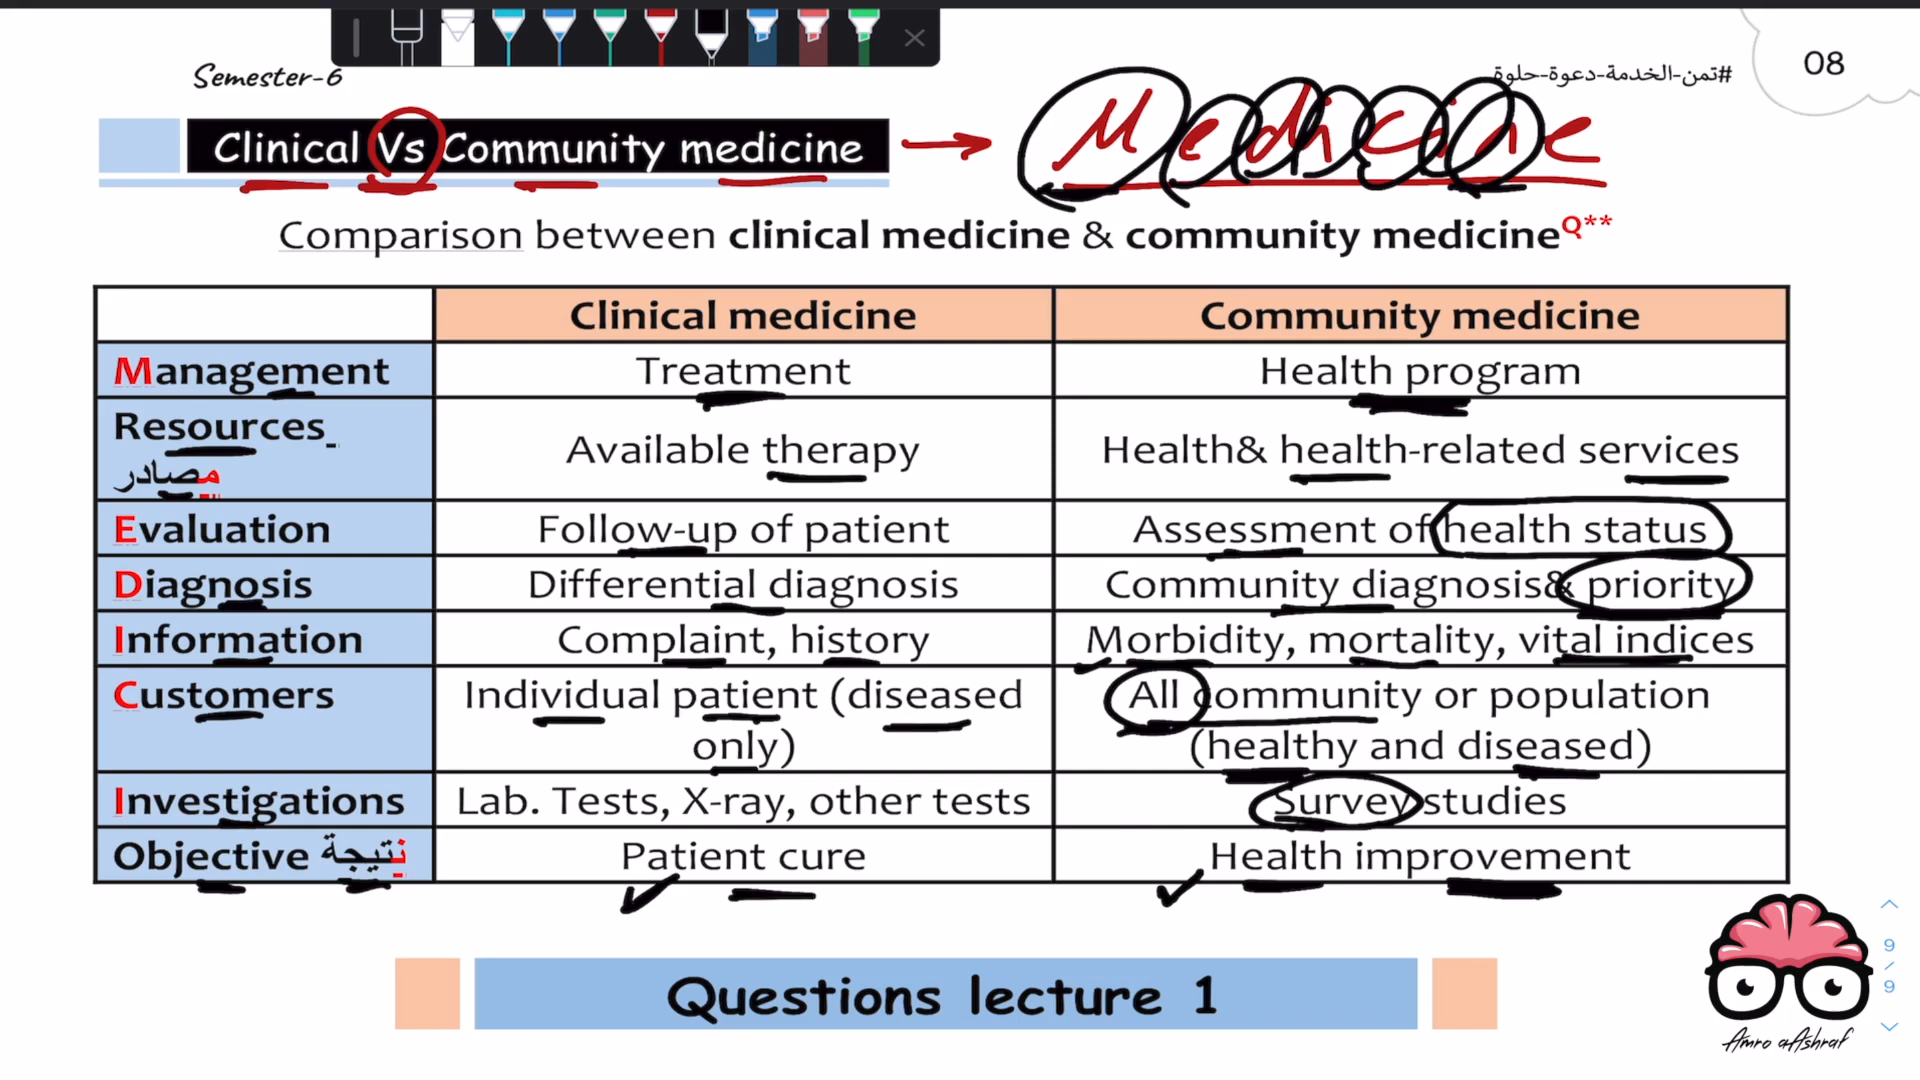 Semester-6
#تمن-الخدمة-دعوة-حلوة
08
Clinical Vs Community medicine
Medicine
Comparison between clinical medicine & community medicineQ**
Clinical medicine Community medicine
Management Treatment Health program
Resources مصادر Available therapy Health& health-related services
Evaluation Follow-up of patient Assessment of health status
Diagnosis Differential diagnosis Community diagnosis& priority
Information Complaint, history Morbidity, mortality, vital indices
Customers Individual patient (diseased only) All community or population (healthy and diseased)
Investigations Lab. Tests, X-ray, other tests Survey studies
Objective نتيجة Patient cure Health improvement
Questions lecture 1
9
/
9
Amro aAshraf